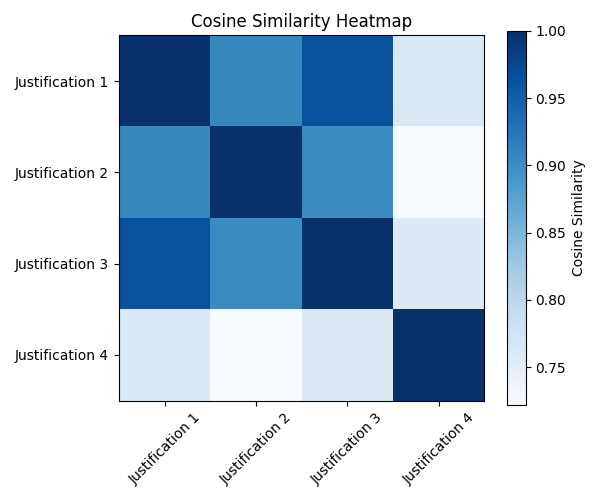 Cosine Similarity Heatmap
Justification 1
Justification 2
Justification 3
Justification 4
Justification 1
Justification 2
Justification 3
Justification 4
1.00
0.95
0.90
0.85
0.80
0.75
Cosine Similarity